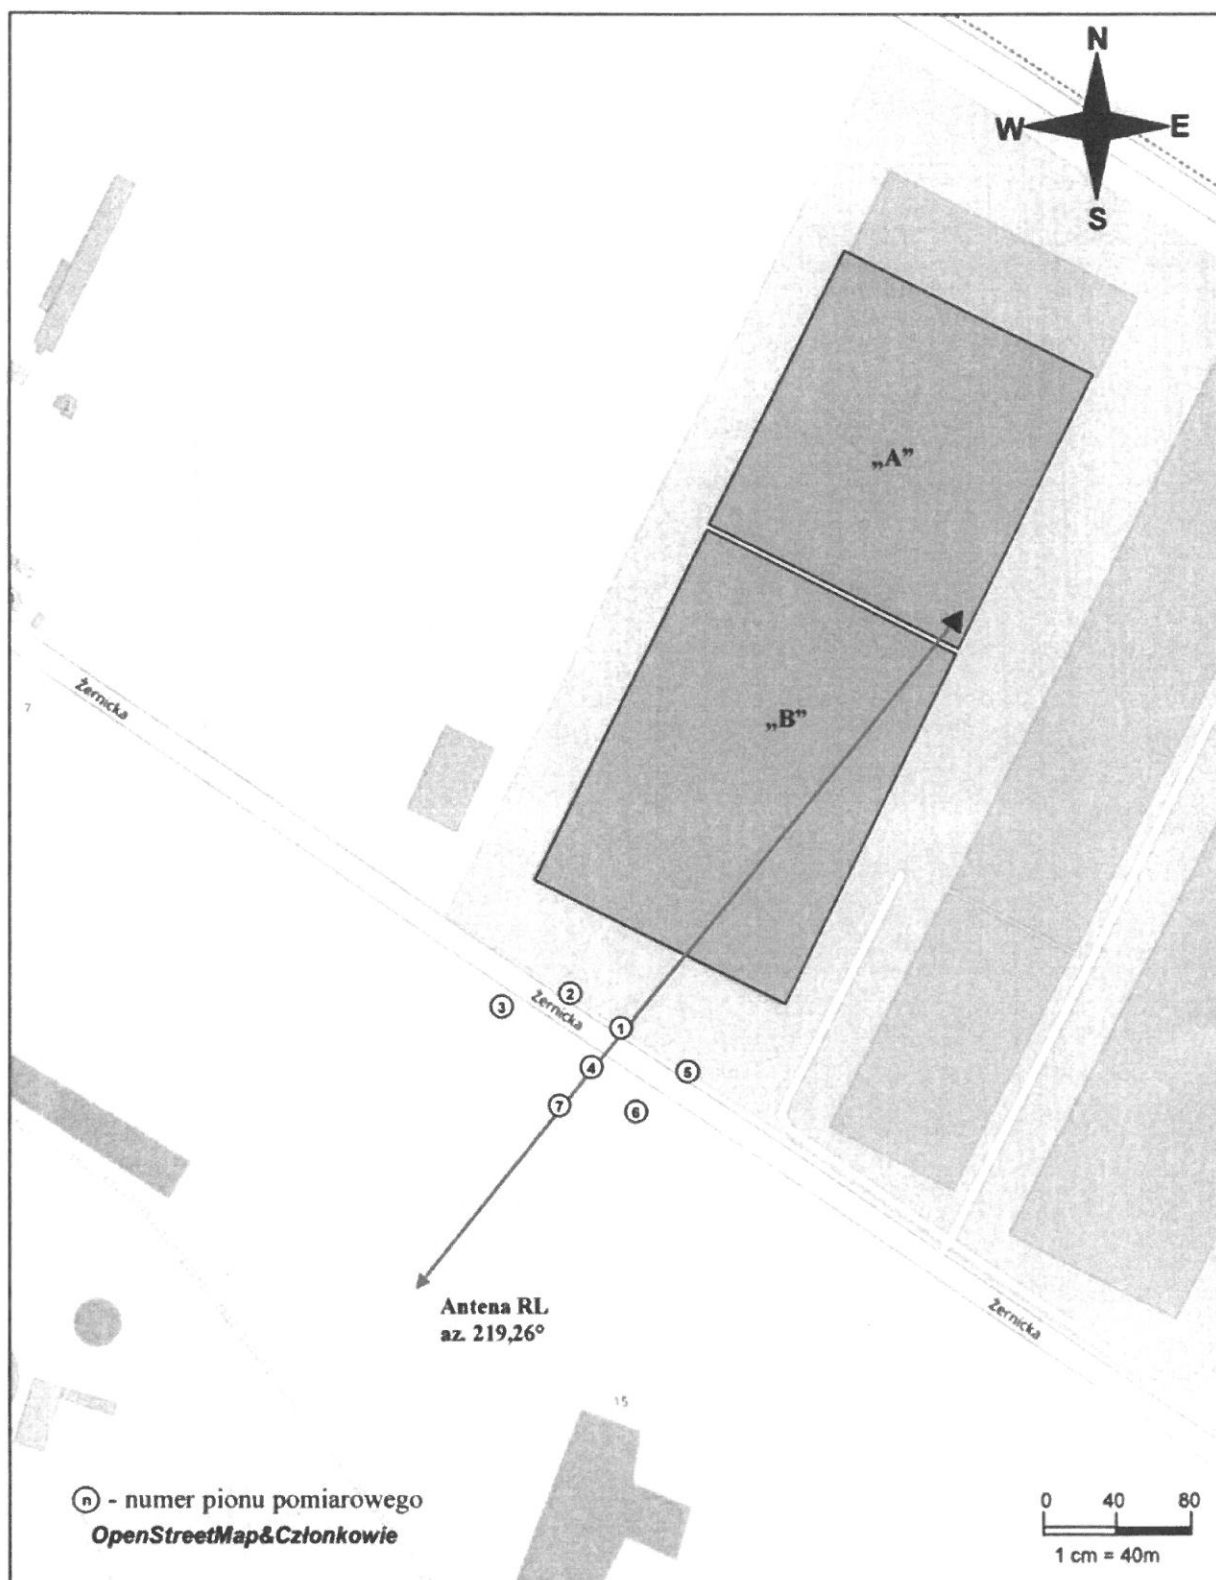 N
W E
S
„A”
„B”
Żernicka
7
2
3
Żernicka
1
4
5
7
6
Antena RL
az. 219,26°
Żernicka
15
n - numer pionu pomiarowego
OpenStreetMap&Członkowie
0 40 80
1 cm = 40m